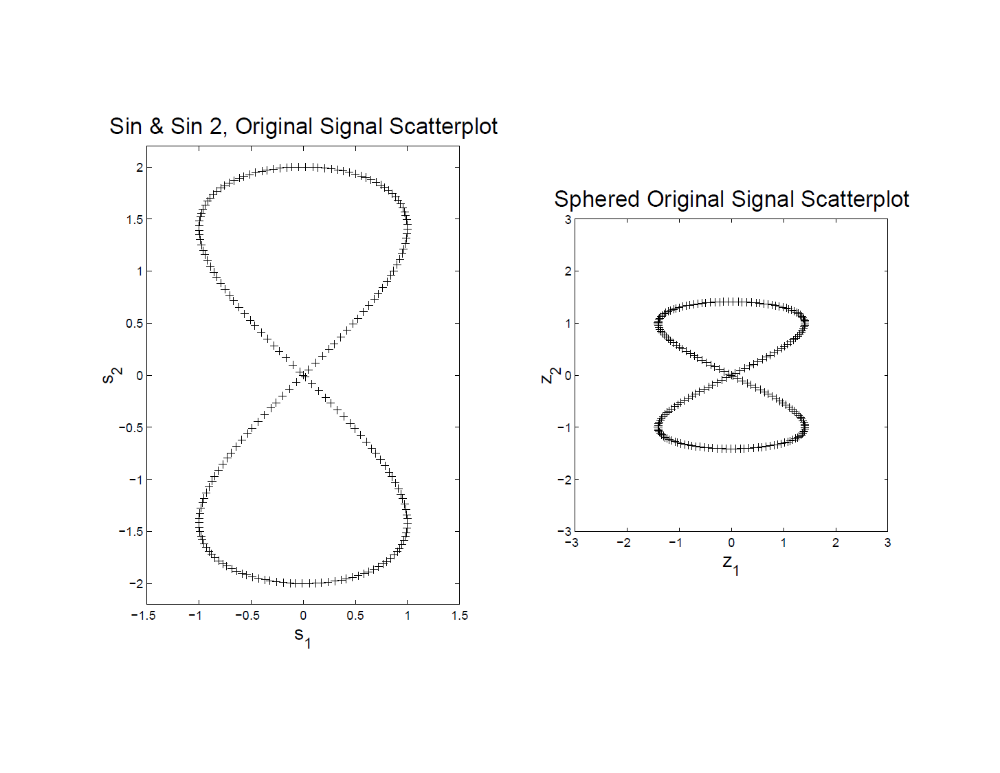 Sin & Sin 2, Original Signal Scatterplot
2
1.5
1
0.5
0
−0.5
−1
−1.5
−2
s2
−1.5 −1 −0.5 0 0.5 1 1.5
s1
Sphered Original Signal Scatterplot
3
2
1
0
−1
−2
−3
z2
−3 −2 −1 0 1 2 3
z1